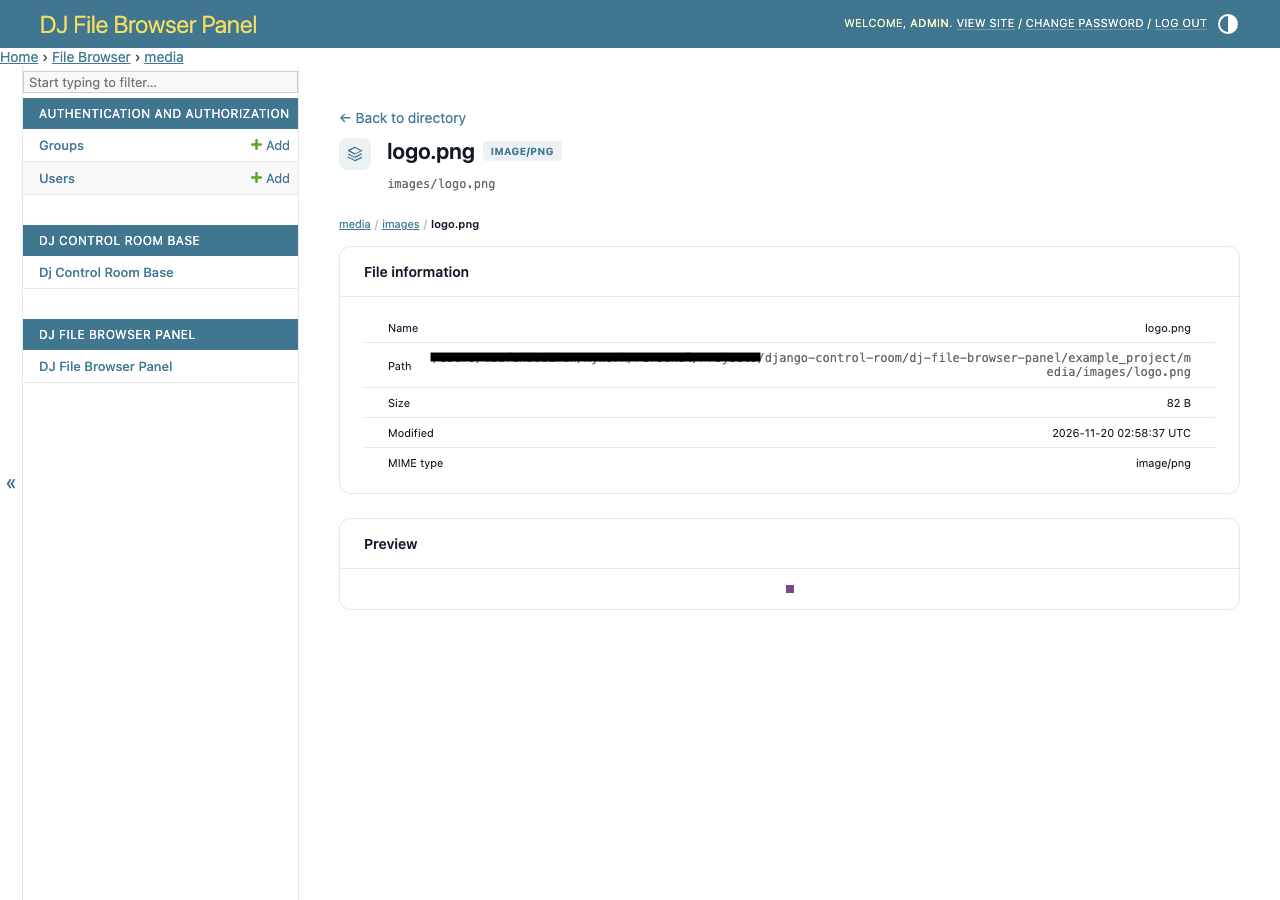 DJ File Browser Panel
WELCOME, ADMIN. VIEW SITE / CHANGE PASSWORD / LOG OUT
Home › File Browser › media
Start typing to filter...
AUTHENTICATION AND AUTHORIZATION
Groups + Add
Users + Add
DJ CONTROL ROOM BASE
Dj Control Room Base
DJ FILE BROWSER PANEL
DJ File Browser Panel
«
← Back to directory
logo.png IMAGE/PNG
images/logo.png
media / images / logo.png
File information
Name logo.png
Path /django-control-room/dj-file-browser-panel/example_project/m
edia/images/logo.png
Size 82 B
Modified 2026-11-20 02:58:37 UTC
MIME type image/png
Preview